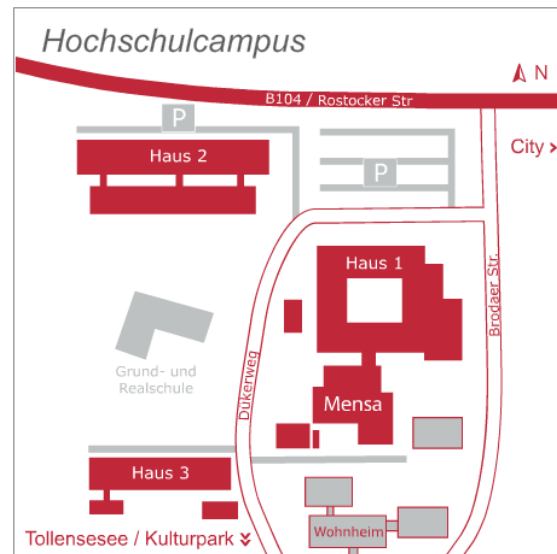 Hochschulcampus
N
B104 / Rostocker Str
P
City
Haus 2
P
Haus 1
Brodaer Str.
Dükerweg
Grund- und
Realschule
Mensa
Haus 3
Wohnheim
Tollensesee / Kulturpark